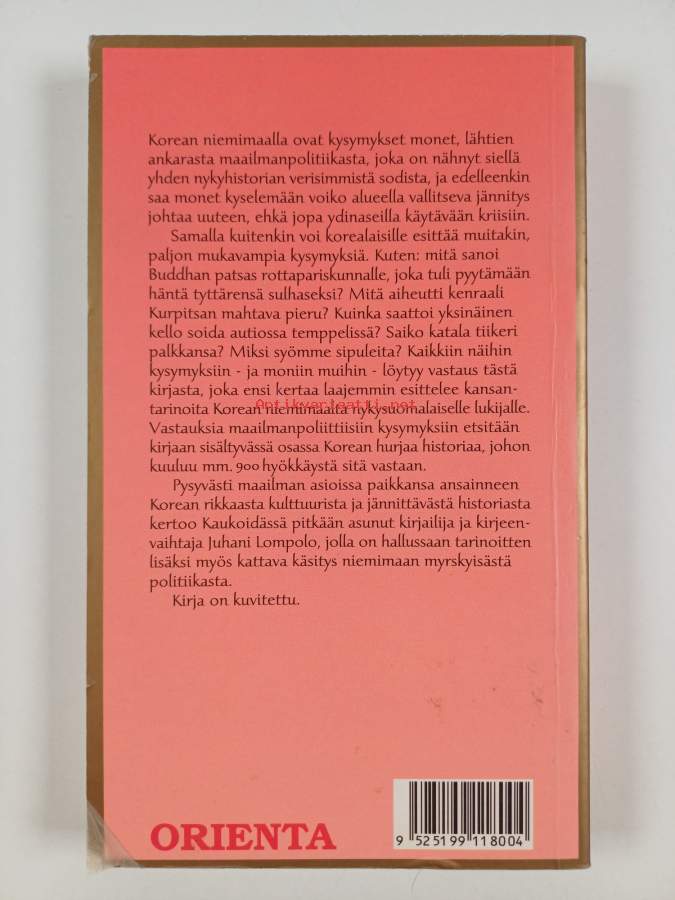 Korean niemimaalla ovat kysymykset monet, lähtien
ankarasta maailmanpolitiikasta, joka on nähnyt siellä
yhden nykyhistorian verisimmistä sodista, ja edelleenkin
saa monet kyselemään voiko alueella vallitseva jännitys
johtaa uuteen, ehkä jopa ydinaseilla käytävään kriisiin.
Samalla kuitenkin voi korealaisille esittää muitakin,
paljon mukavampia kysymyksiä. Kuten: mitä sanoi
Buddhan patsas rottapariskunnalle, joka tuli pyytämään
häntä tyttärensä sulhaseksi? Mitä aiheutti kenraali
Kurpitsan mahtava pieru? Kuinka saattoi yksinäinen
kello soida autiossa temppelissä? Saiko katala tiikeri
palkkansa? Miksi syömme sipuleita? Kaikkiin näihin
kysymyksiin - ja moniin muihin - löytyy vastaus tästä
kirjasta, joka ensi kertaa laajemmin esittelee kansan-
tarinoita Korean niemimaalta nykysuomalaiselle lukijalle.
Antikvariaatti.net
Vastauksia maailmanpoliittisiin kysymyksiin etsitään
kirjaan sisältyvässä osassa Korean hurjaa historiaa, johon
kuuluu mm. 900 hyökkäystä sitä vastaan.
Pysyvästi maailman asioissa paikkansa ansainneen
Korean rikkaasta kulttuurista ja jännittävästä historiasta
kertoo Kaukoidässä pitkään asunut kirjailija ja kirjeen-
vaihtaja Juhani Lompolo, jolla on hallussaan tarinoitten
lisäksi myös kattava käsitys niemimaan myrskyisästä
politiikasta.
Kirja on kuvitettu.
ORIENTA
9 525199 118004